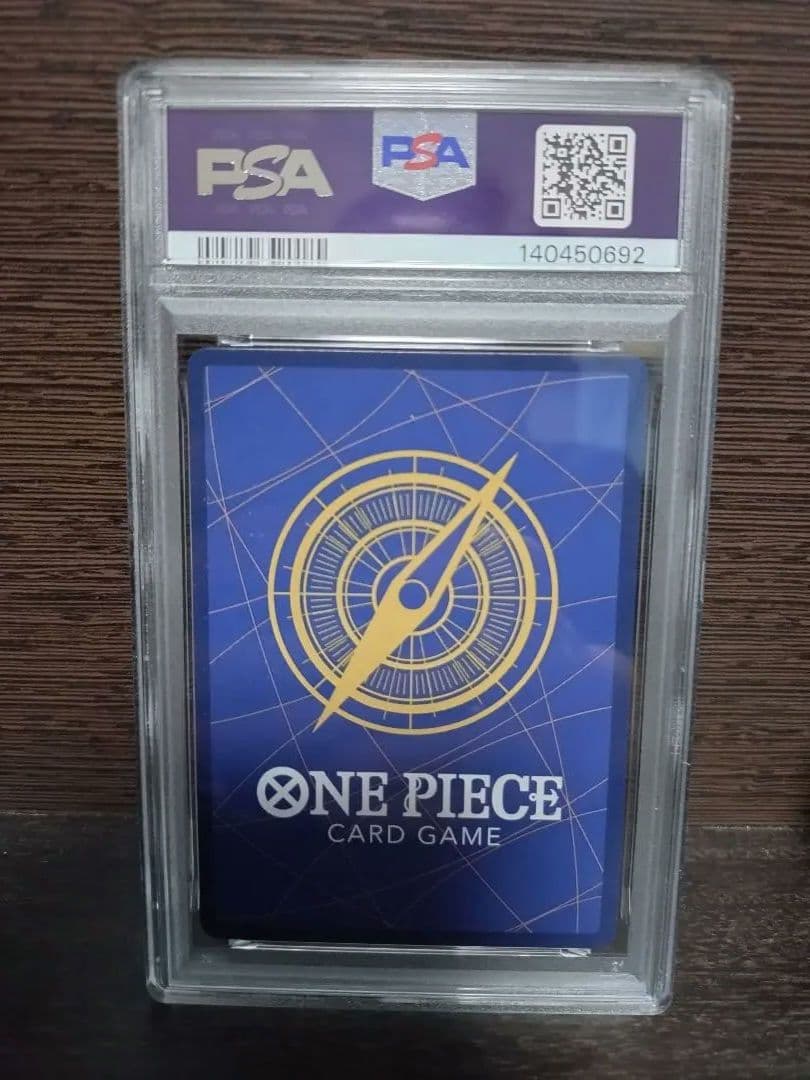 PSA
PSA
140450692
ONE PIECE
CARD GAME